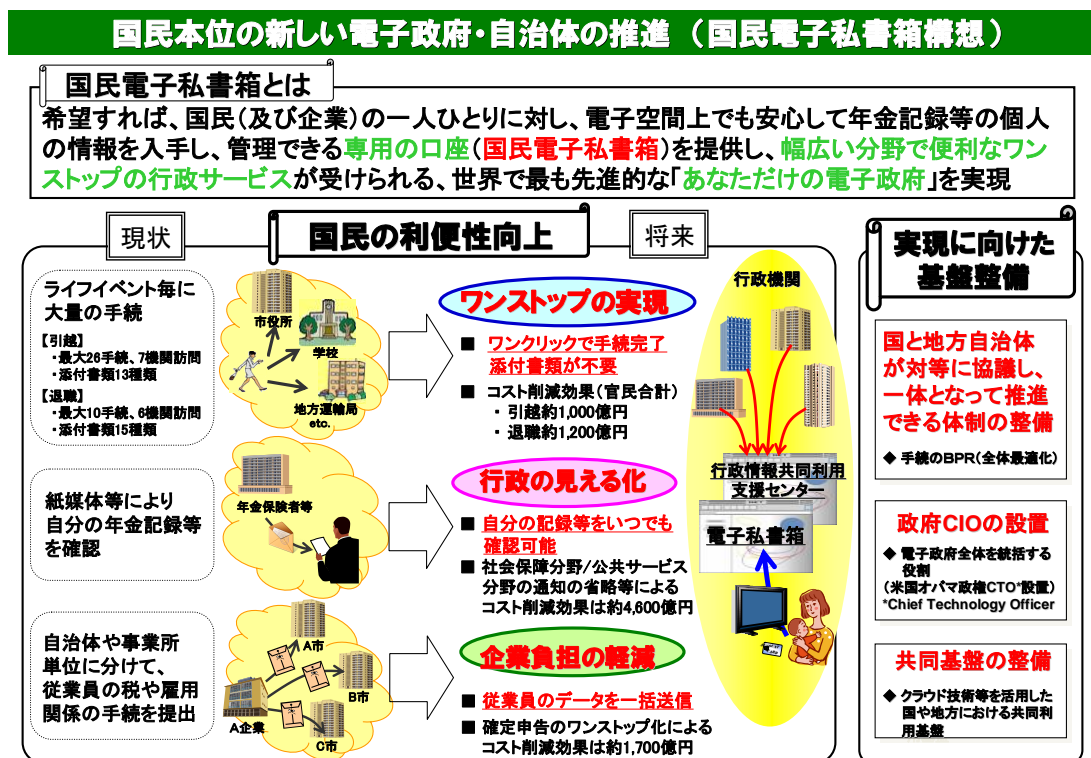 国民本位の新しい電子政府・自治体の推進 （国民電子私書箱構想）
国民電子私書箱とは
希望すれば、国民（及び企業）の一人ひとりに対し、電子空間上でも安心して年金記録等の個人
の情報を入手し、管理できる専用の口座（国民電子私書箱）を提供し、幅広い分野で便利なワン
ストップの行政サービスが受けられる、世界で最も先進的な「あなただけの電子政府」を実現
現状
国民の利便性向上
将来
ライフイベント毎に
大量の手続
【引越】
・最大26手続、7機関訪問
・添付書類13種類
【退職】
・最大10手続、6機関訪問
・添付書類15種類
市役所
学校
地方運輸局
etc.
ワンストップの実現
■ ワンクリックで手続完了
添付書類が不要
■ コスト削減効果（官民合計）
・ 引越約1,000億円
・ 退職約1,200億円
紙媒体等により
自分の年金記録等
を確認
年金保険者等
行政の見える化
■ 自分の記録等をいつでも
確認可能
■ 社会保障分野/公共サービス
分野の通知の省略等による
コスト削減効果は約4,600億円
自治体や事業所
単位に分けて、
従業員の税や雇用
関係の手続を提出
A市
B市
A企業
C市
企業負担の軽減
■ 従業員のデータを一括送信
■ 確定申告のワンストップ化による
コスト削減効果は約1,700億円
行政機関
行政情報共同利用
支援センター
電子私書箱
実現に向けた
基盤整備
国と地方自治体
が対等に協議し、
一体となって推進
できる体制の整備
◆ 手続のBPR（全体最適化）
政府CIOの設置
◆ 電子政府全体を統括する
役割
（米国オバマ政権CTO*設置）
*Chief Technology Officer
共同基盤の整備
◆ クラウド技術等を活用した
国や地方における共同利
用基盤